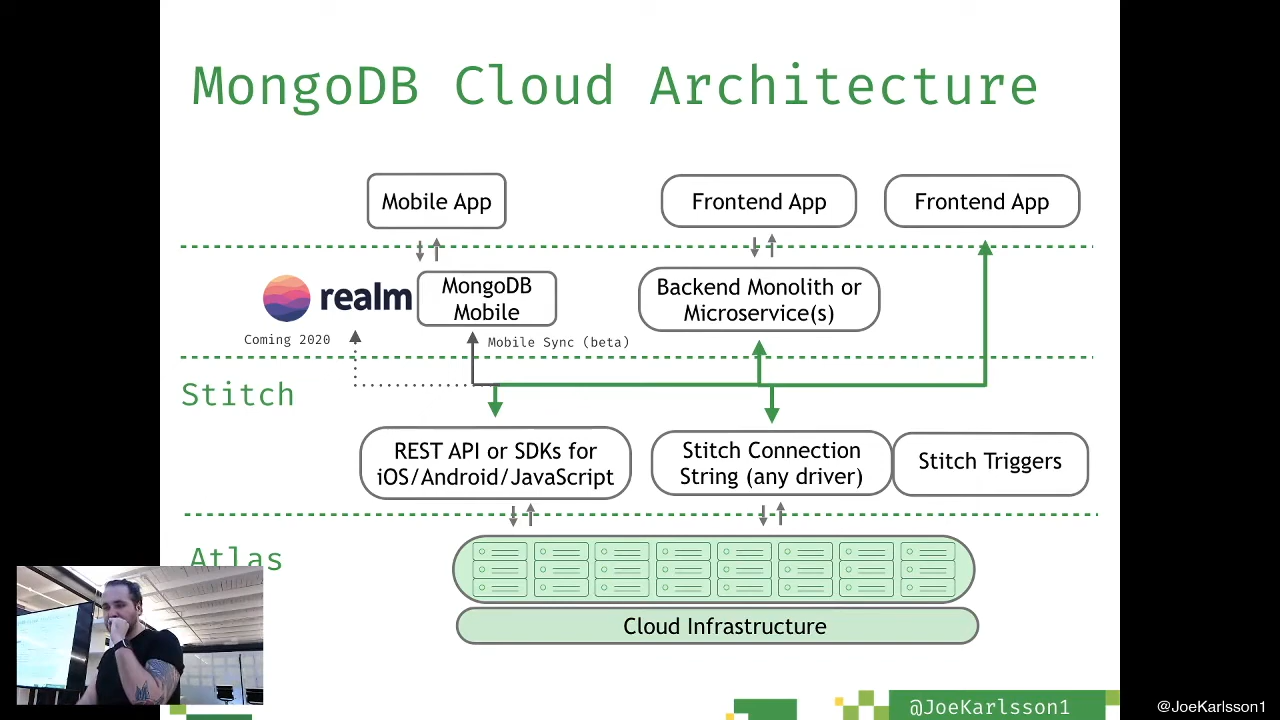 MongoDB Cloud Architecture
Mobile App
Frontend App
Frontend App
realm
MongoDB
Mobile
Backend Monolith or
Microservice(s)
Coming 2020
Mobile Sync (beta)
Stitch
REST API or SDKs for
iOS/Android/JavaScript
Stitch Connection
String (any driver)
Stitch Triggers
Atlas
Cloud Infrastructure
@JoeKarlsson1
@JoeKarlsson1